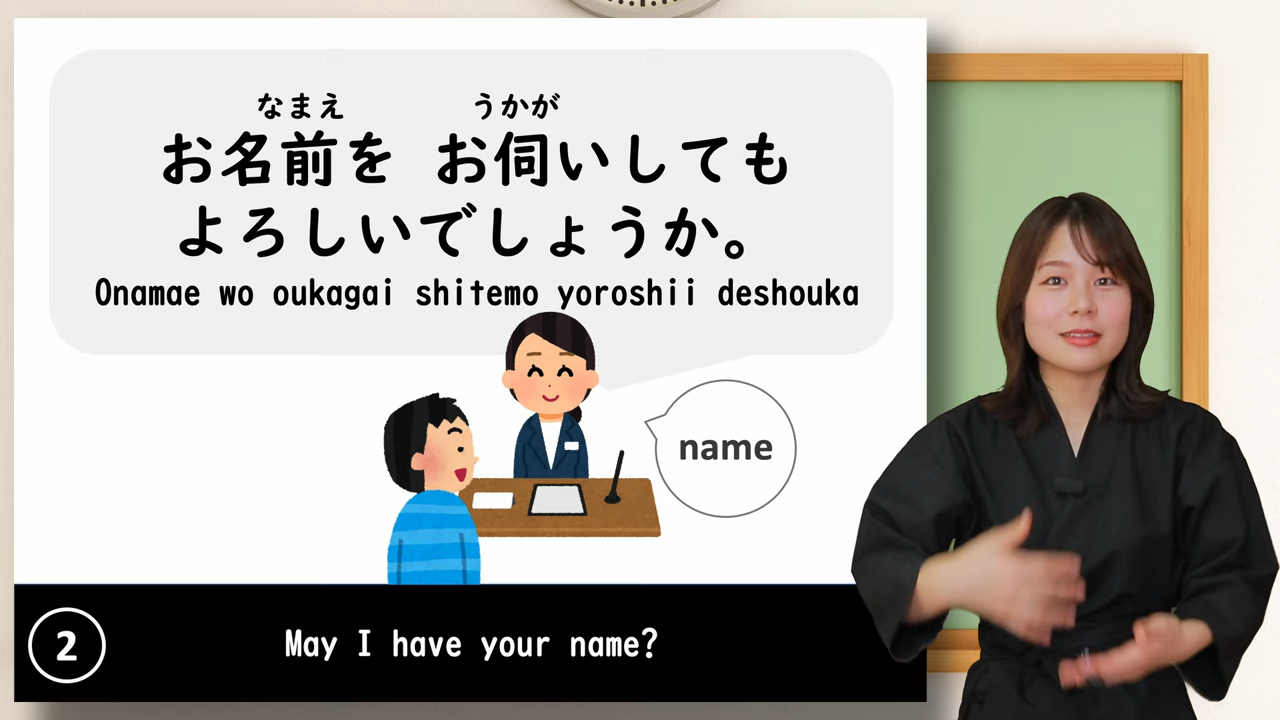 なまえ うかが
お名前を お伺いしても
よろしいでしょうか。
Onamae wo oukagai shitemo yoroshii deshouka
name
2
May I have your name?